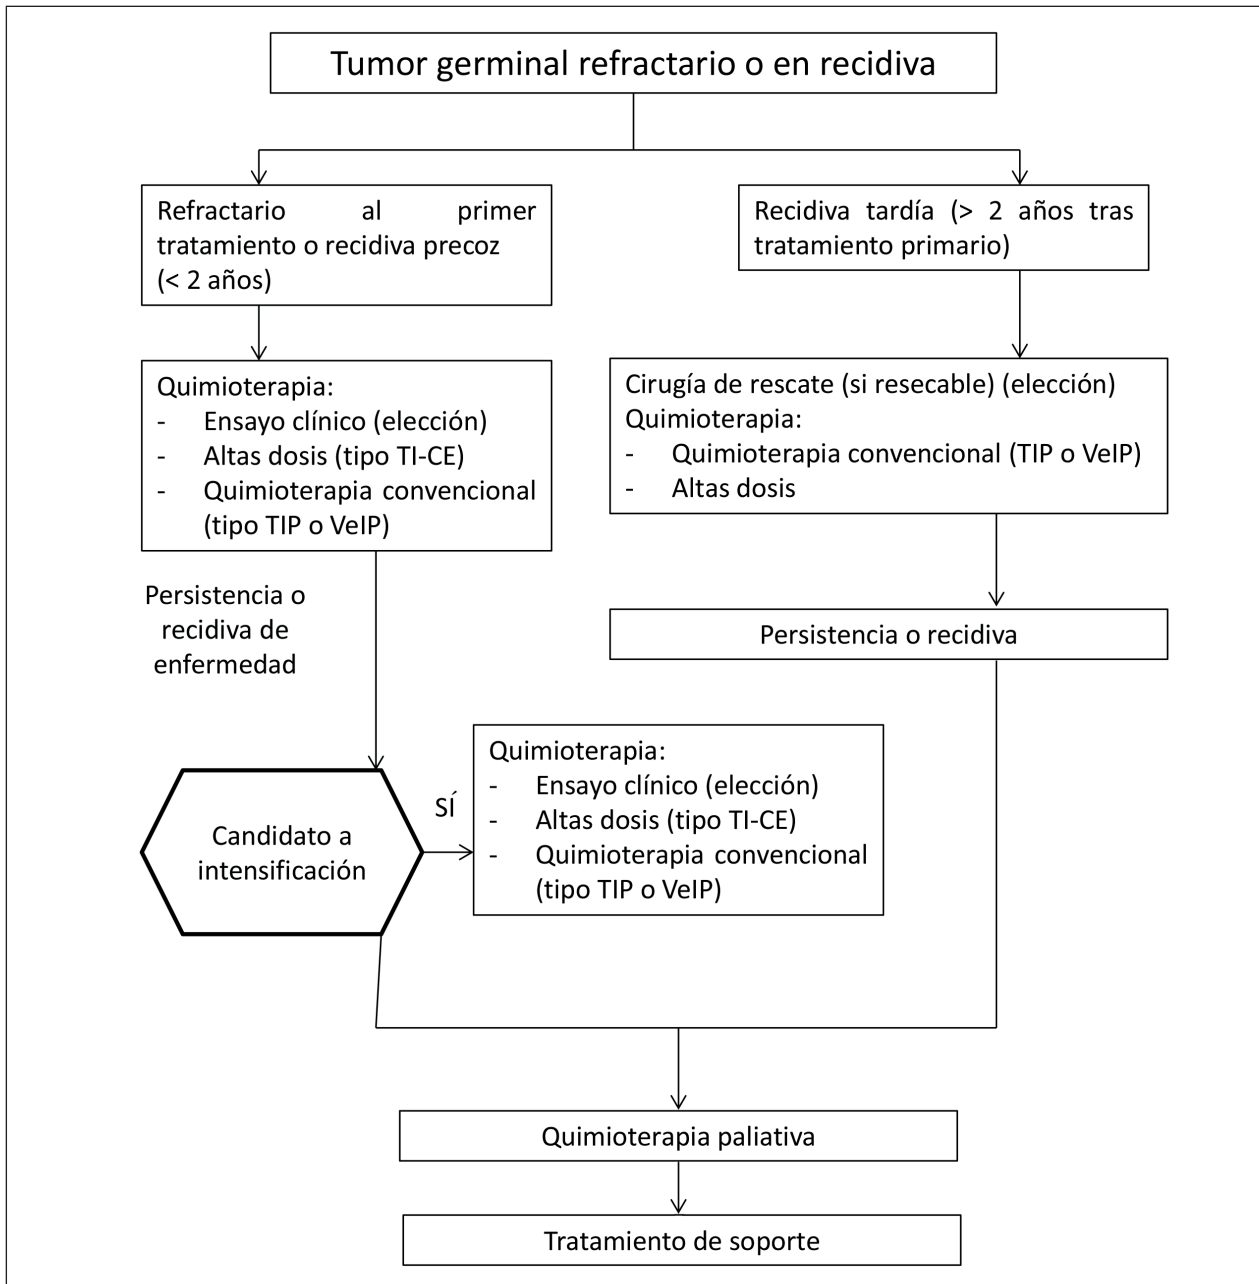 Tumor germinal refractario o en recidiva
Refractario al primer
tratamiento o recidiva precoz
(< 2 años)
Recidiva tardía (> 2 años tras
tratamiento primario)
Quimioterapia:
- Ensayo clínico (elección)
- Altas dosis (tipo TI-CE)
- Quimioterapia convencional
(tipo TIP o VeIP)
Cirugía de rescate (si resecable) (elección)
Quimioterapia:
- Quimioterapia convencional (TIP o VeIP)
- Altas dosis
Persistencia o
recidiva de
enfermedad
Persistencia o recidiva
Candidato a
intensificación
SÍ
Quimioterapia:
- Ensayo clínico (elección)
- Altas dosis (tipo TI-CE)
- Quimioterapia convencional
(tipo TIP o VeIP)
Quimioterapia paliativa
Tratamiento de soporte